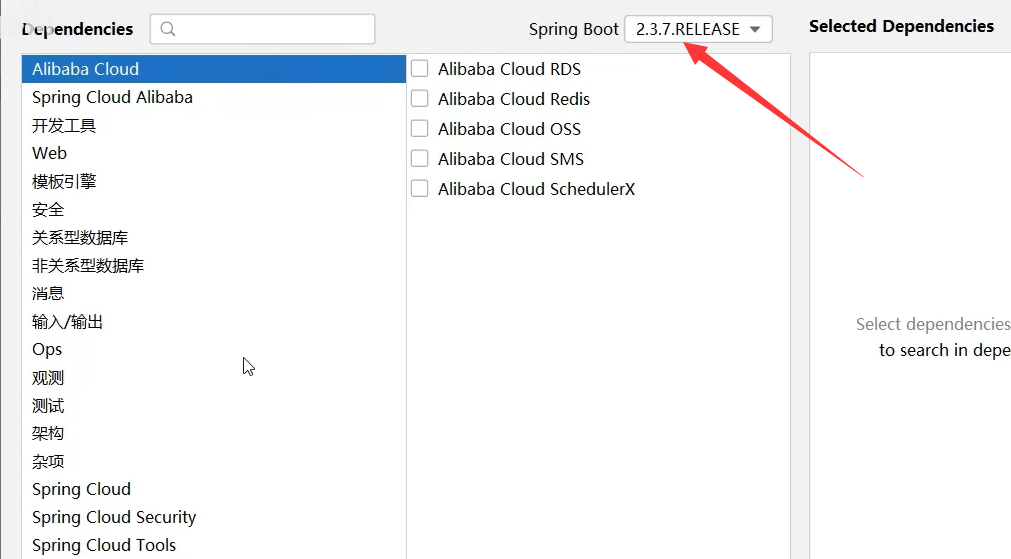 Dependencies
Spring Boot 2.3.7.RELEASE
Selected Dependencies
Alibaba Cloud
Spring Cloud Alibaba
开发工具
Web
模板引擎
安全
关系型数据库
非关系型数据库
消息
输入/输出
Ops
观测
测试
架构
杂项
Spring Cloud
Spring Cloud Security
Spring Cloud Tools
Alibaba Cloud RDS
Alibaba Cloud Redis
Alibaba Cloud OSS
Alibaba Cloud SMS
Alibaba Cloud SchedulerX
Select dependencies
to search in depe